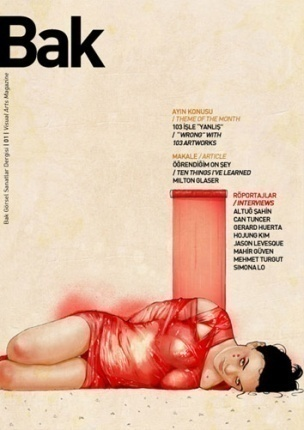 Bak
Bak Görsel Sanatlar Dergisi | 01 | Visual Arts Magazine
AYIN KONUSU
/ THEME OF THE MONTH
103 İŞLE "YANLIŞ"
/ "WRONG" WITH
103 ARTWORKS
MAKALE / ARTICLE
ÖĞRENDİĞİM ON ŞEY
/ TEN THINGS I'VE LEARNED
MILTON GLASER
RÖPORTAJLAR
/ INTERVIEWS
ALTUĞ ŞAHİN
CAN TUNCER
GERARD HUERTA
HOJUNG KIM
JASON LEVESQUE
MAHİR GÜVEN
MEHMET TURGUT
SIMONA LO